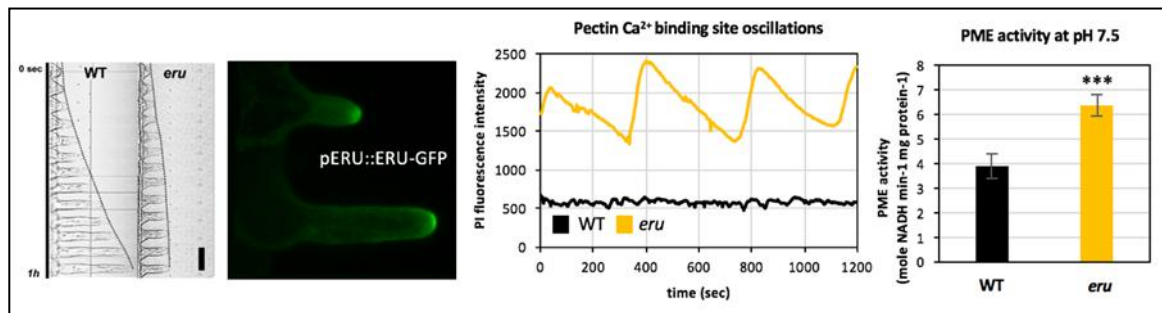 0 sec
WT
eru
1h
pERU::ERU-GFP
Pectin Ca²⁺ binding site oscillations
PI fluorescence intensity
2500
2000
1500
1000
500
0
WT
eru
0
200
400
600
800
1000
1200
time (sec)
PME activity at pH 7.5
PME activity
(mole NADH min-1 mg protein-1)
8
7
6
5
4
3
2
1
0
***
WT
eru